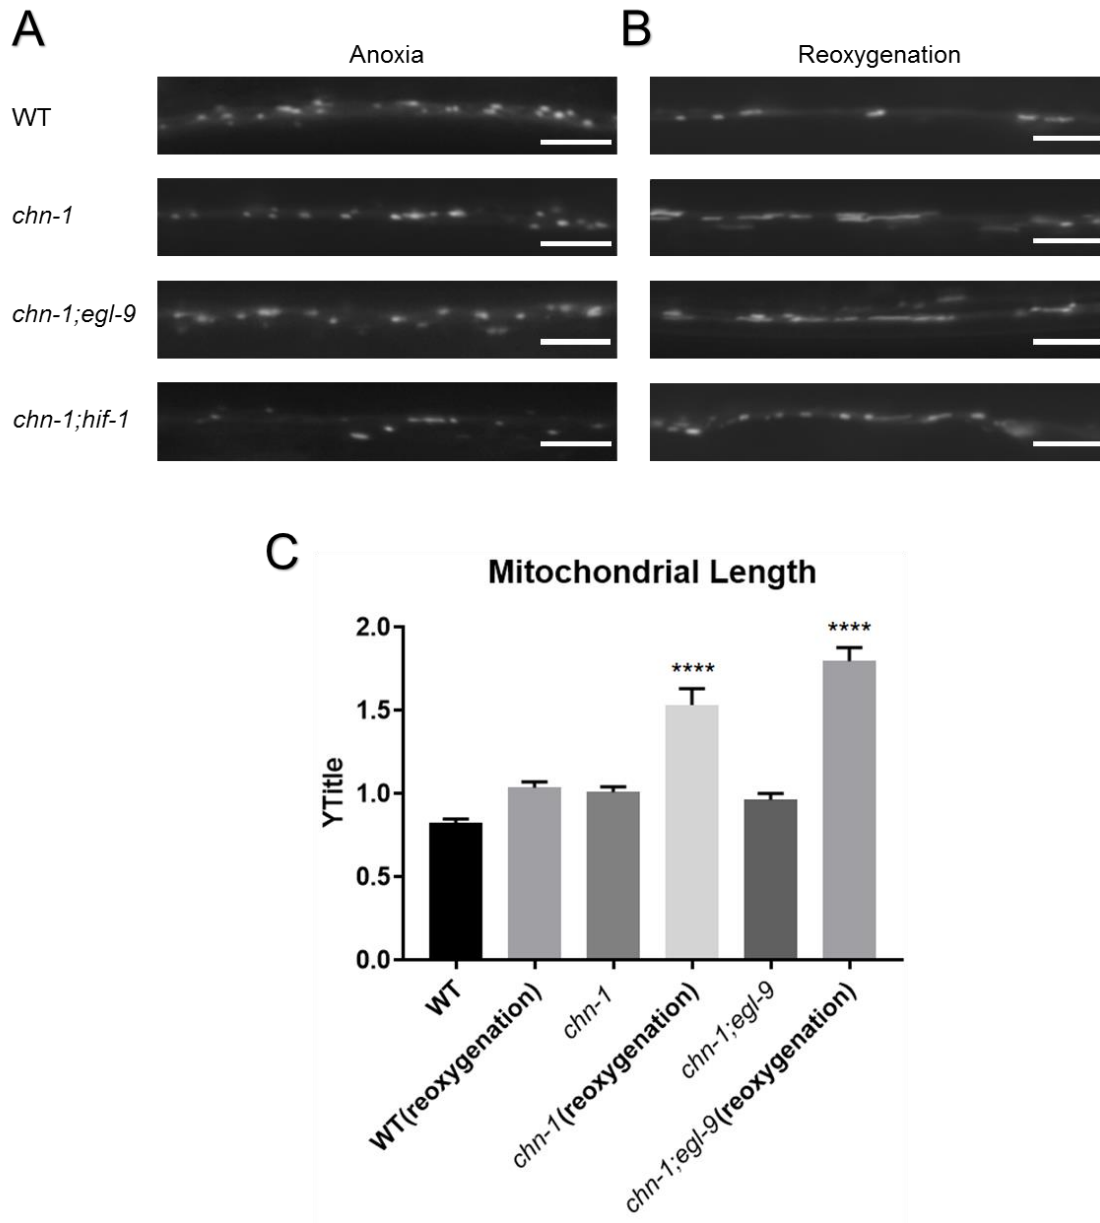 A
B
Anoxia
Reoxygenation
WT
chn-1
chn-1;egl-9
chn-1;hif-1
C
Mitochondrial Length
YTitle
2.0
1.5
1.0
0.5
0.0
****
****
WT
WT(reoxygenation)
chn-1
chn-1(reoxygenation)
chn-1;egl-9
chn-1;egl-9(reoxygenation)